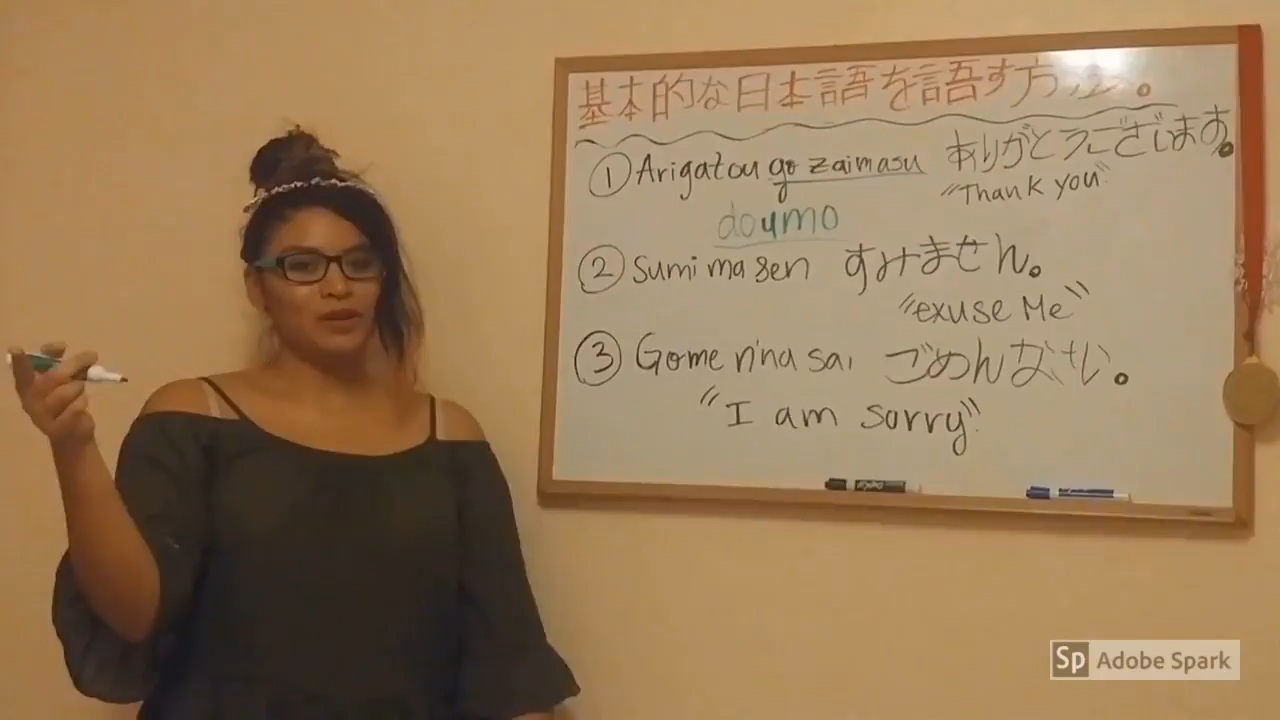 基本的な日本語を語す方
① Arigatou go zaimasu ありがとうございます。
"Thank you"
doumo
② sumi ma sen すみません。
"exuse Me"
③ Gome n'na sai ごめんなさい。
"I am sorry"
Sp Adobe Spark